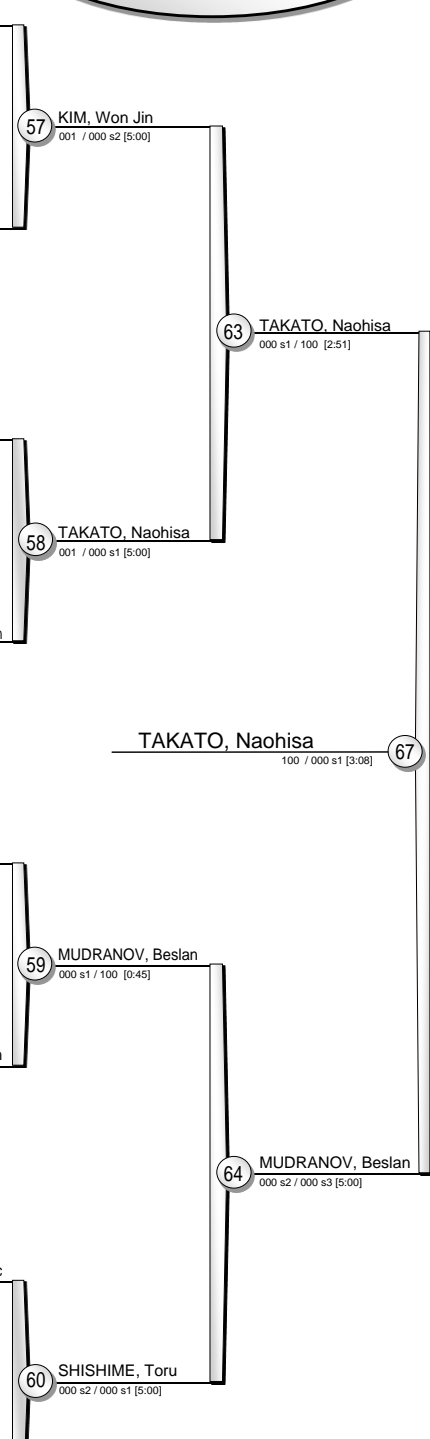 57
KIM, Won Jin
001 / 000 s2 [5:00]
63
TAKATO, Naohisa
000 s1 / 100 [2:51]
58
TAKATO, Naohisa
001 / 000 s1 [5:00]
TAKATO, Naohisa
100 / 000 s1 [3:08]
67
59
MUDRANOV, Beslan
000 s1 / 100 [0:45]
64
MUDRANOV, Beslan
000 s2 / 000 s3 [5:00]
60
SHISHIME, Toru
000 s2 / 000 s1 [5:00]